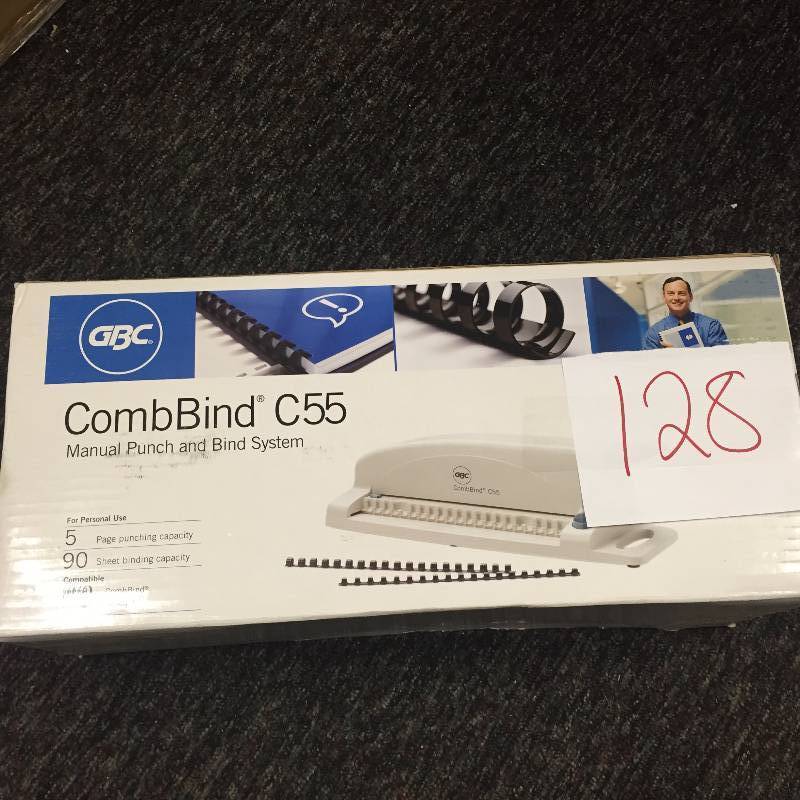 GBC®
CombBind® C55
Manual Punch and Bind System
128
GBC
CombBind® C55
For Personal Use
5 Page punching capacity
90 Sheet binding capacity
Compatible
CombBind®